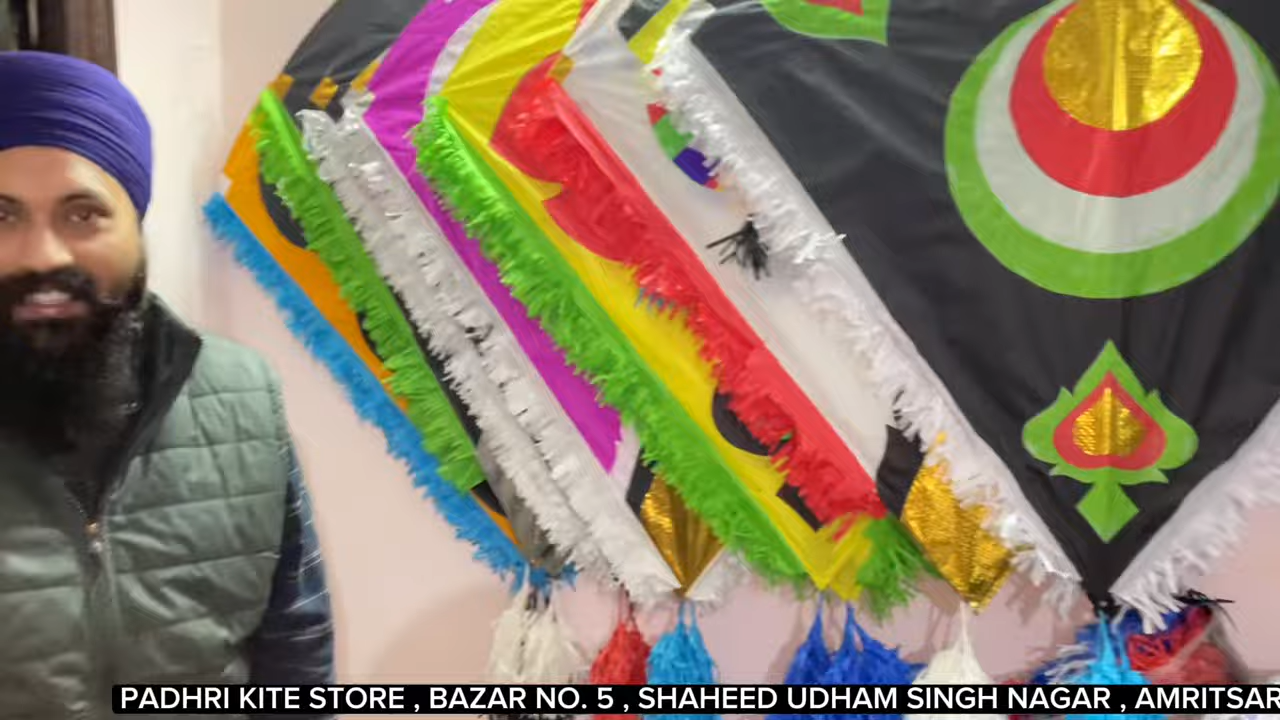 PADHRI KITE STORE , BAZAR NO. 5 , SHAHEED UDHAM SINGH NAGAR , AMRITSAR